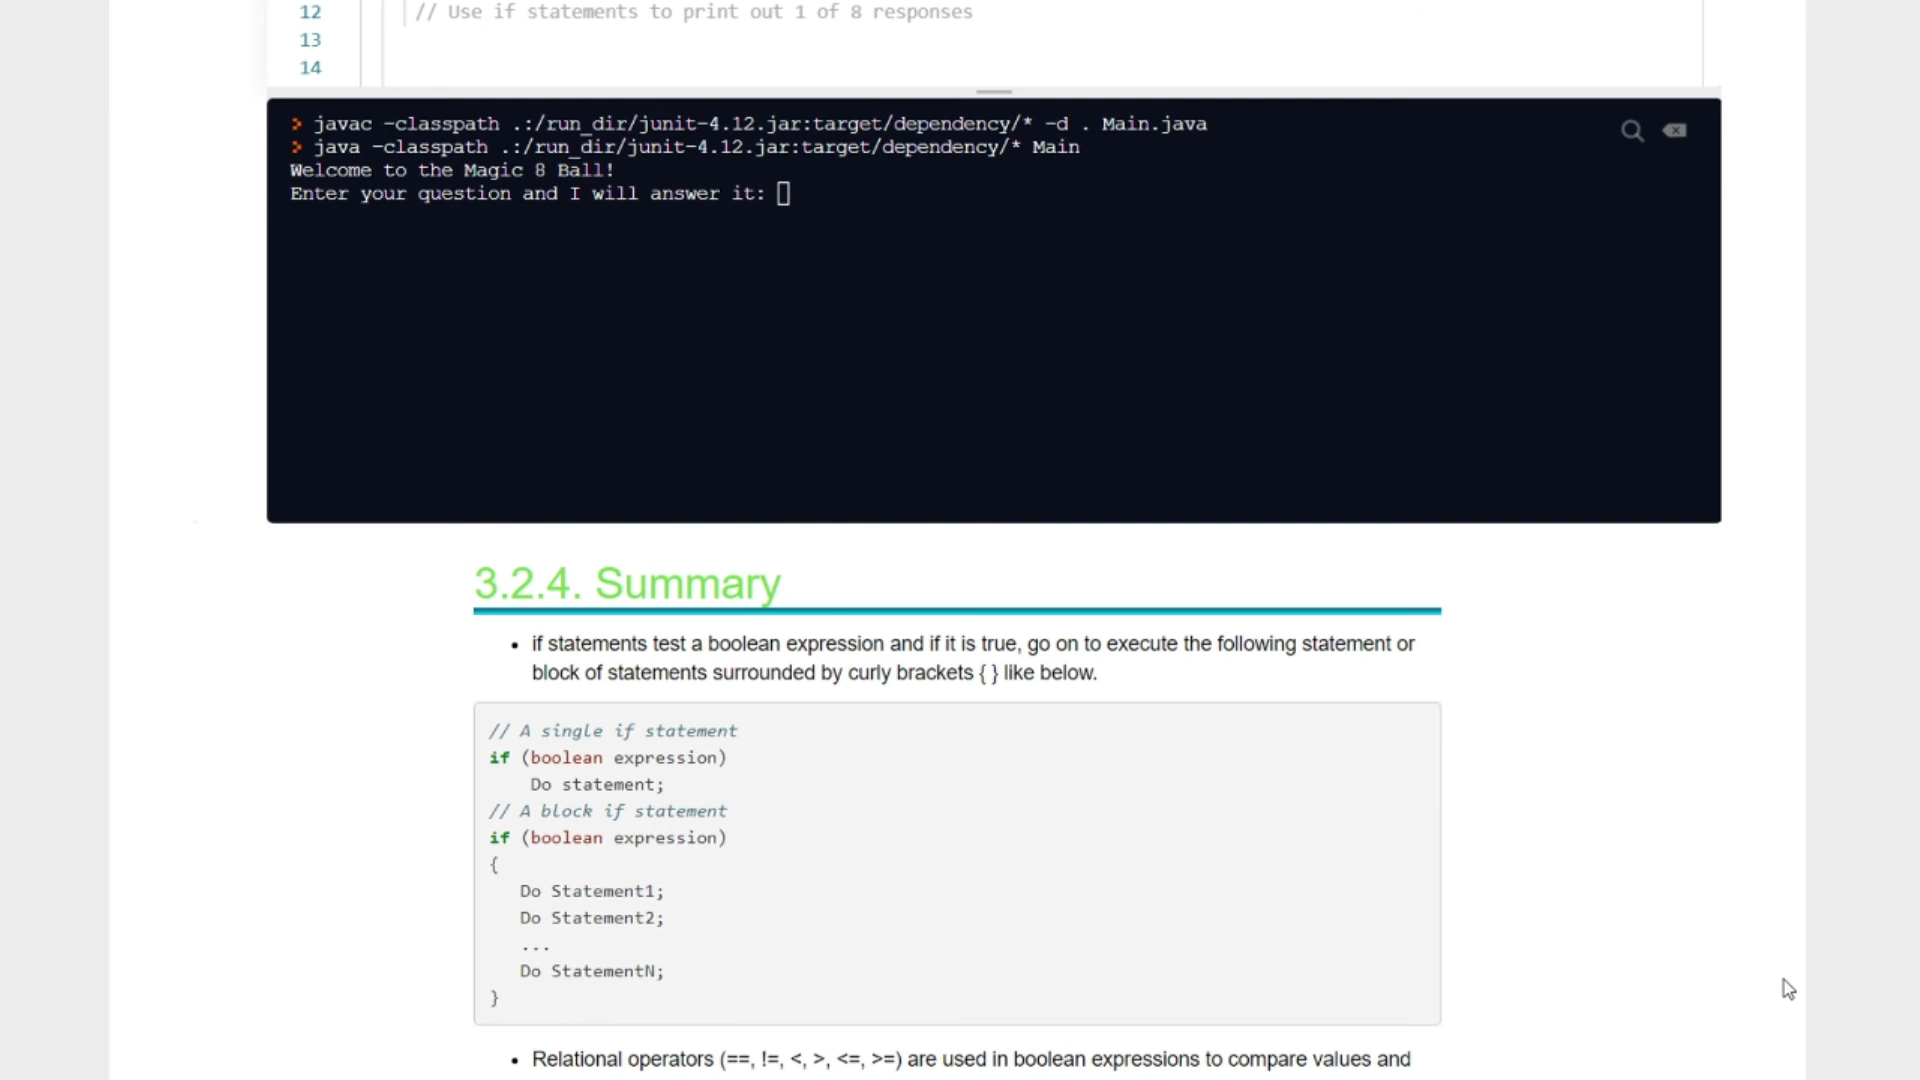 12 // Use if statements to print out 1 of 8 responses
13
14
> javac -classpath .:/run_dir/junit-4.12.jar:target/dependency/* -d . Main.java
> java -classpath .:/run_dir/junit-4.12.jar:target/dependency/* Main
Welcome to the Magic 8 Ball!
Enter your question and I will answer it:
3.2.4. Summary
• if statements test a boolean expression and if it is true, go on to execute the following statement or
block of statements surrounded by curly brackets { } like below.
// A single if statement
if (boolean expression)
Do statement;
// A block if statement
if (boolean expression)
{
Do Statement1;
Do Statement2;
...
Do StatementN;
}
• Relational operators (==, !=, <, >, <=, >=) are used in boolean expressions to compare values and